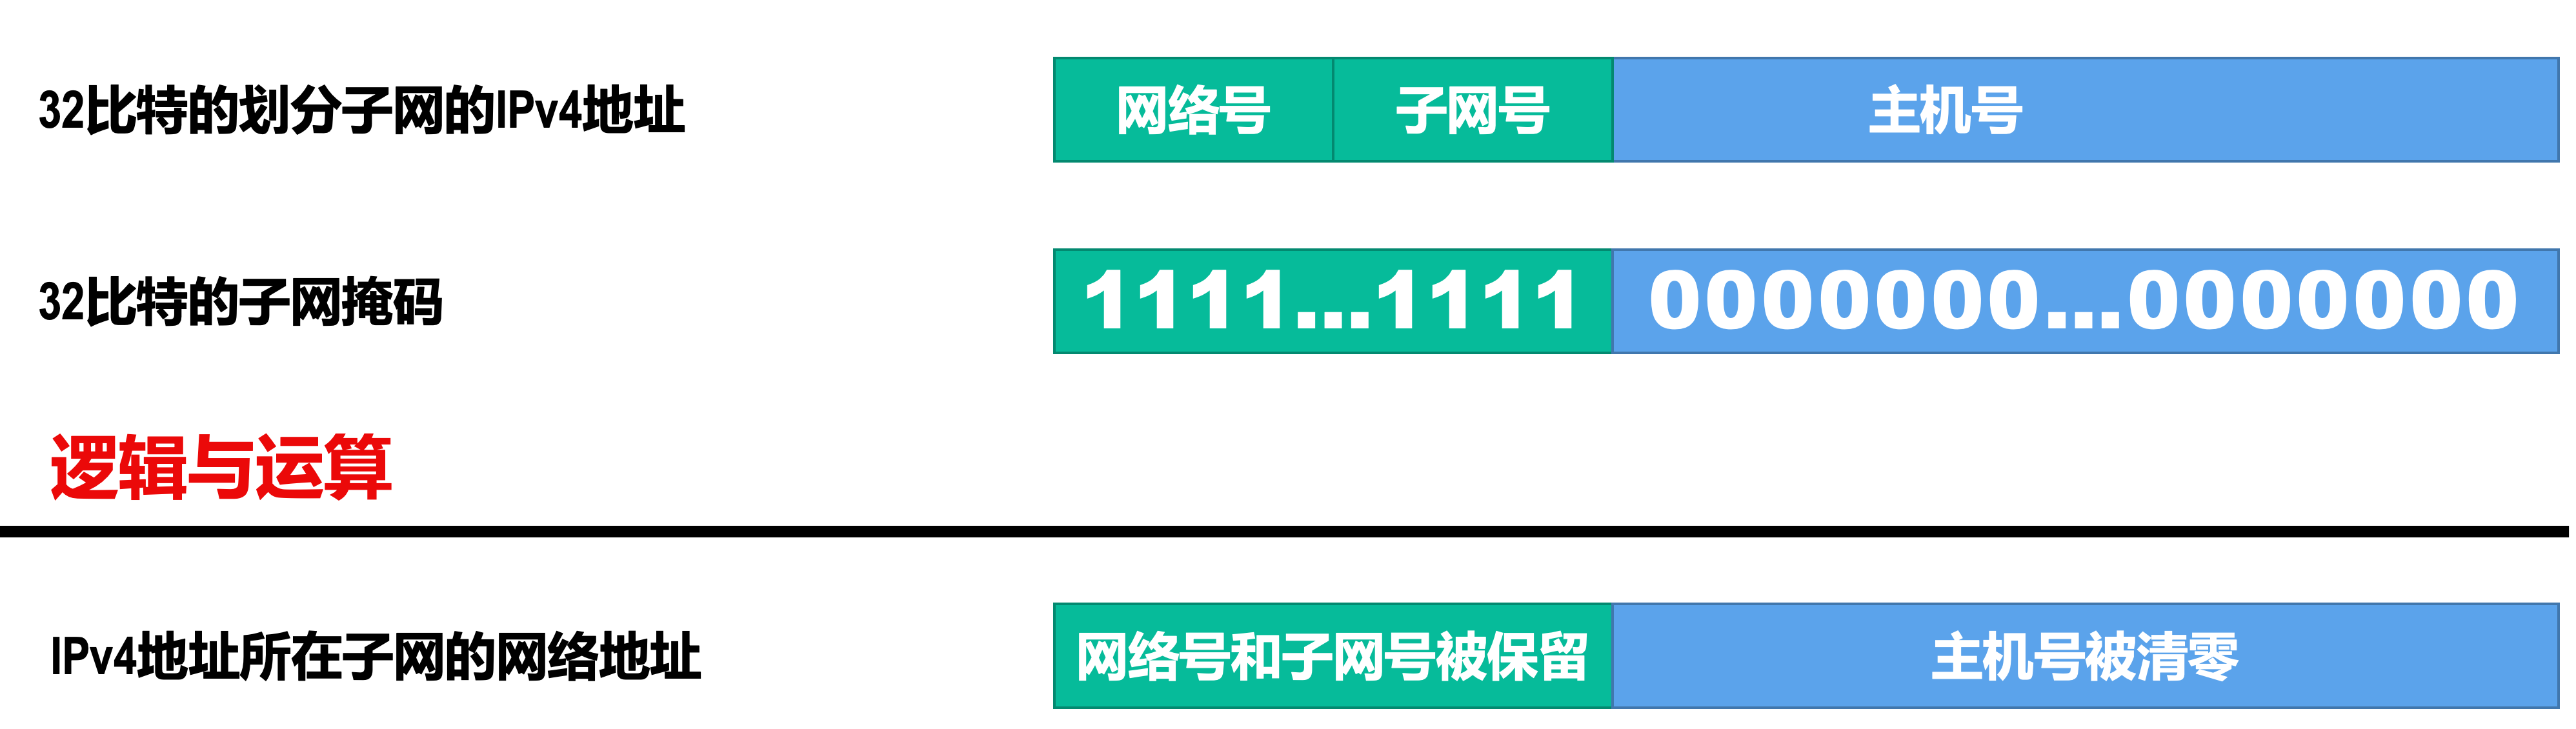 32比特的划分子网的IPv4地址 网络号 子网号 主机号
32比特的子网掩码 1111...1111 0000000...0000000
逻辑与运算
IPv4地址所在子网的网络地址 网络号和子网号被保留 主机号被清零